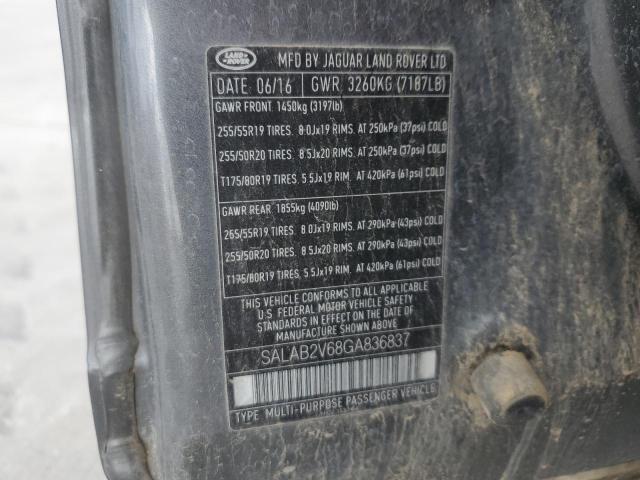 LAND ROVER
MFD BY JAGUAR LAND ROVER LTD
DATE 06/16 GWR 3260KG (7187LB)
GAWR FRONT 1450kg (3197lb)
255/55R19 TIRES. 8.0Jx19 RIMS. AT 250kPa (37psi) COLD
255/50R20 TIRES. 8.5Jx20 RIMS. AT 250kPa (37psi) COLD
T175/80R19 TIRES. 5.5Jx19 RIM. AT 420kPa (61psi) COLD
GAWR REAR 1855kg (4090lb)
265/55R19 TIRES. 8.0Jx19 RIMS. AT 290kPa (43psi) COLD
255/50R20 TIRES. 8.5Jx20 RIMS. AT 290kPa (43psi) COLD
T175/80R19 TIRES. 5.5Jx19 RIM. AT 420kPa (61psi) COLD
THIS VEHICLE CONFORMS TO ALL APPLICABLE
U.S FEDERAL MOTOR VEHICLE SAFETY
STANDARDS IN EFFECT ON THE DATE OF
MANUFACTURE SHOWN ABOVE
SALAB2V68GA836837
TYPE MULTI-PURPOSE PASSENGER VEHICLE